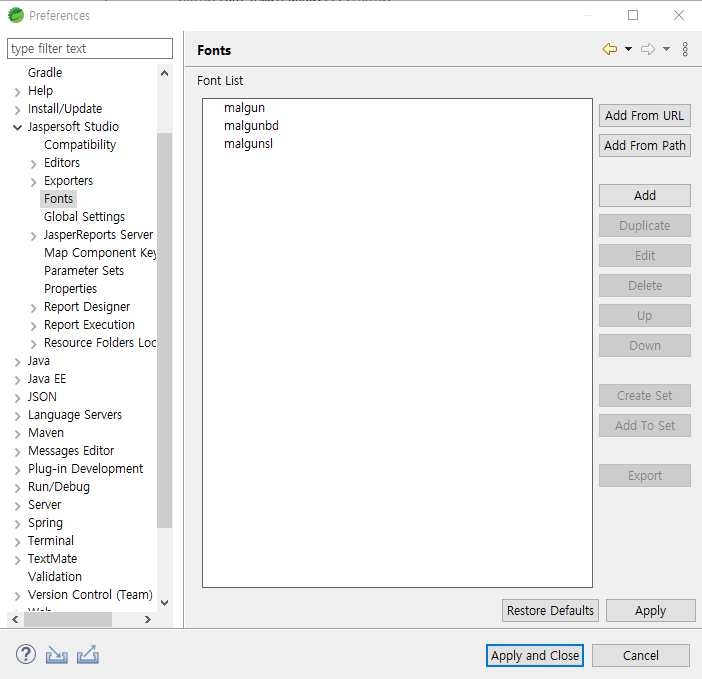 Preferences
type filter text
Gradle
Help
Install/Update
Jaspersoft Studio
Compatibility
Editors
Exporters
Fonts
Global Settings
JasperReports Server
Map Component Key
Parameter Sets
Properties
Report Designer
Report Execution
Resource Folders Loc
Java
Java EE
JSON
Language Servers
Maven
Messages Editor
Plug-in Development
Run/Debug
Server
Spring
Terminal
TextMate
Validation
Version Control (Team)
Web
Fonts
Font List
malgun
malgunbd
malgunsl
Add From URL
Add From Path
Add
Duplicate
Edit
Delete
Up
Down
Create Set
Add To Set
Export
Restore Defaults
Apply
Apply and Close
Cancel